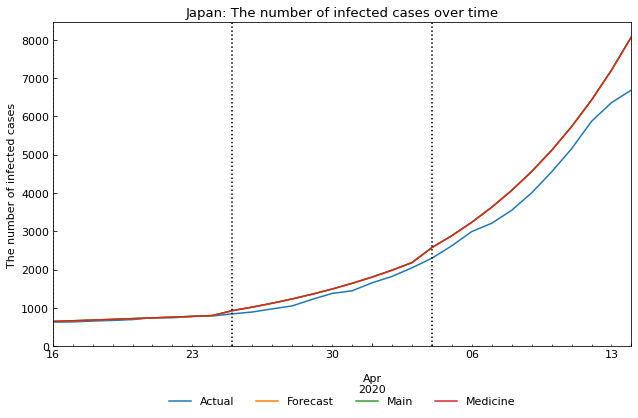 Japan: The number of infected cases over time
The number of infected cases
8000
7000
6000
5000
4000
3000
2000
1000
0
16
23
30
06
13
Apr
2020
Actual
Forecast
Main
Medicine